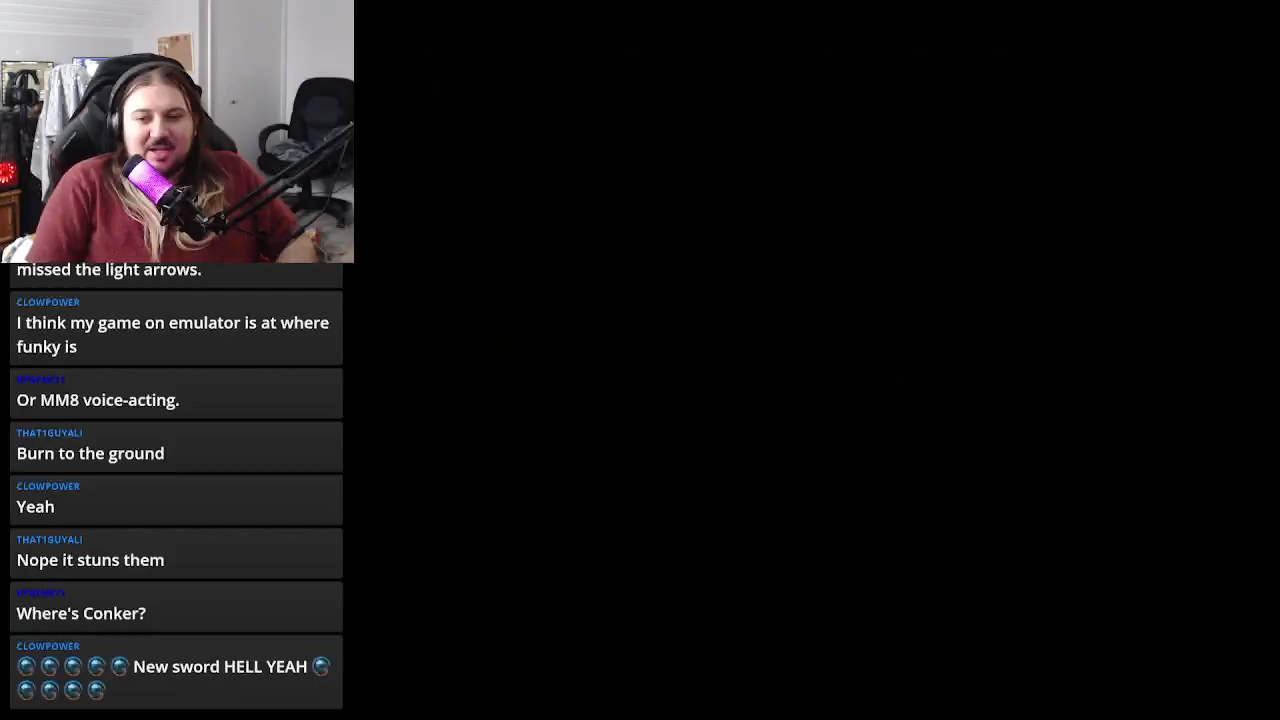 missed the light arrows.
CLOWPOWER
I think my game on emulator is at where
funky is
Or MM8 voice-acting.
THAT1GUYALI
Burn to the ground
CLOWPOWER
Yeah
THAT1GUYALI
Nope it stuns them
Where's Conker?
CLOWPOWER
New sword HELL YEAH